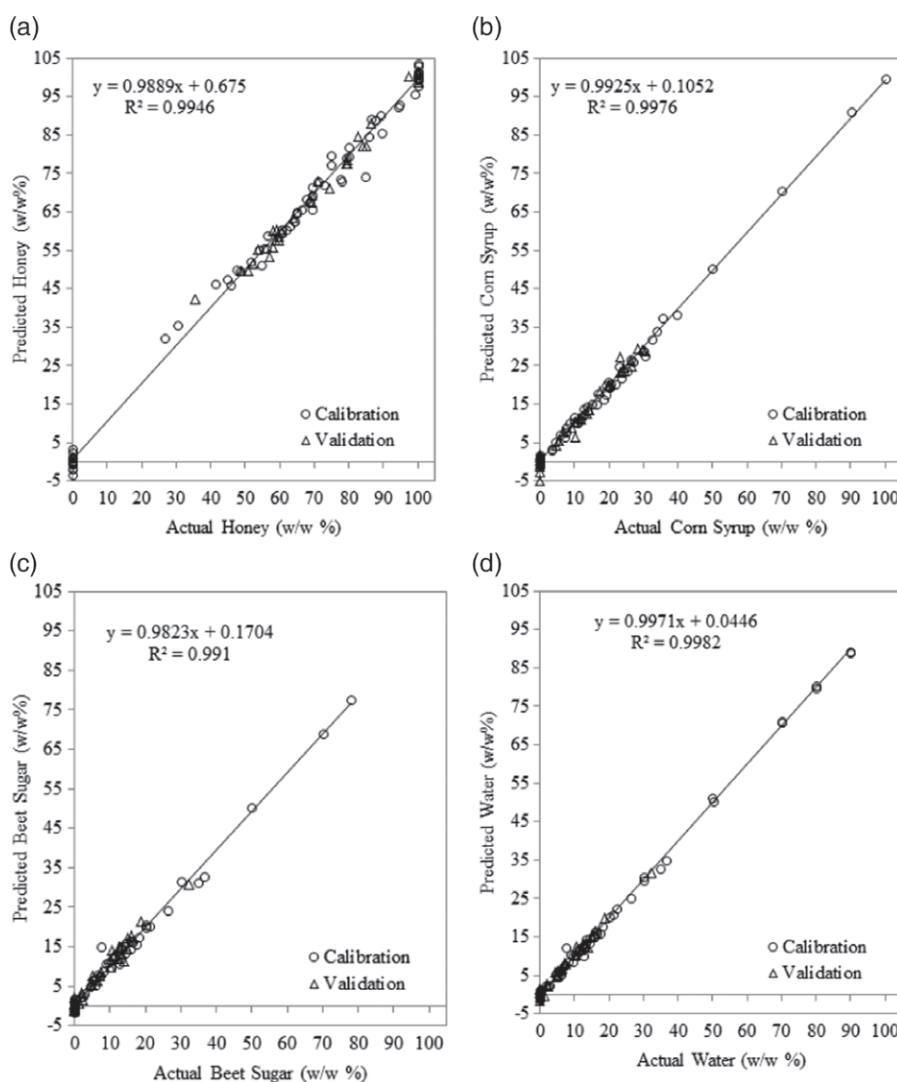 (a)
105
95
85
75
65
55
45
35
25
15
5
-5
Predicted Honey (w/w%)
y = 0.9889x + 0.675
R² = 0.9946
Calibration
Validation
0 10 20 30 40 50 60 70 80 90 100
Actual Honey (w/w %)
(b)
105
95
85
75
65
55
45
35
25
15
5
-5
Predicted Corn Syrup (w/w%)
y = 0.9925x + 0.1052
R² = 0.9976
Calibration
Validation
0 10 20 30 40 50 60 70 80 90 100
Actual Corn Syrup (w/w %)
(c)
105
95
85
75
65
55
45
35
25
15
5
-5
Predicted Beet Sugar (w/w%)
y = 0.9823x + 0.1704
R² = 0.991
Calibration
Validation
0 10 20 30 40 50 60 70 80 90 100
Actual Beet Sugar (w/w %)
(d)
105
95
85
75
65
55
45
35
25
15
5
-5
Predicted Water (w/w%)
y = 0.9971x + 0.0446
R² = 0.9982
Calibration
Validation
0 10 20 30 40 50 60 70 80 90 100
Actual Water (w/w %)